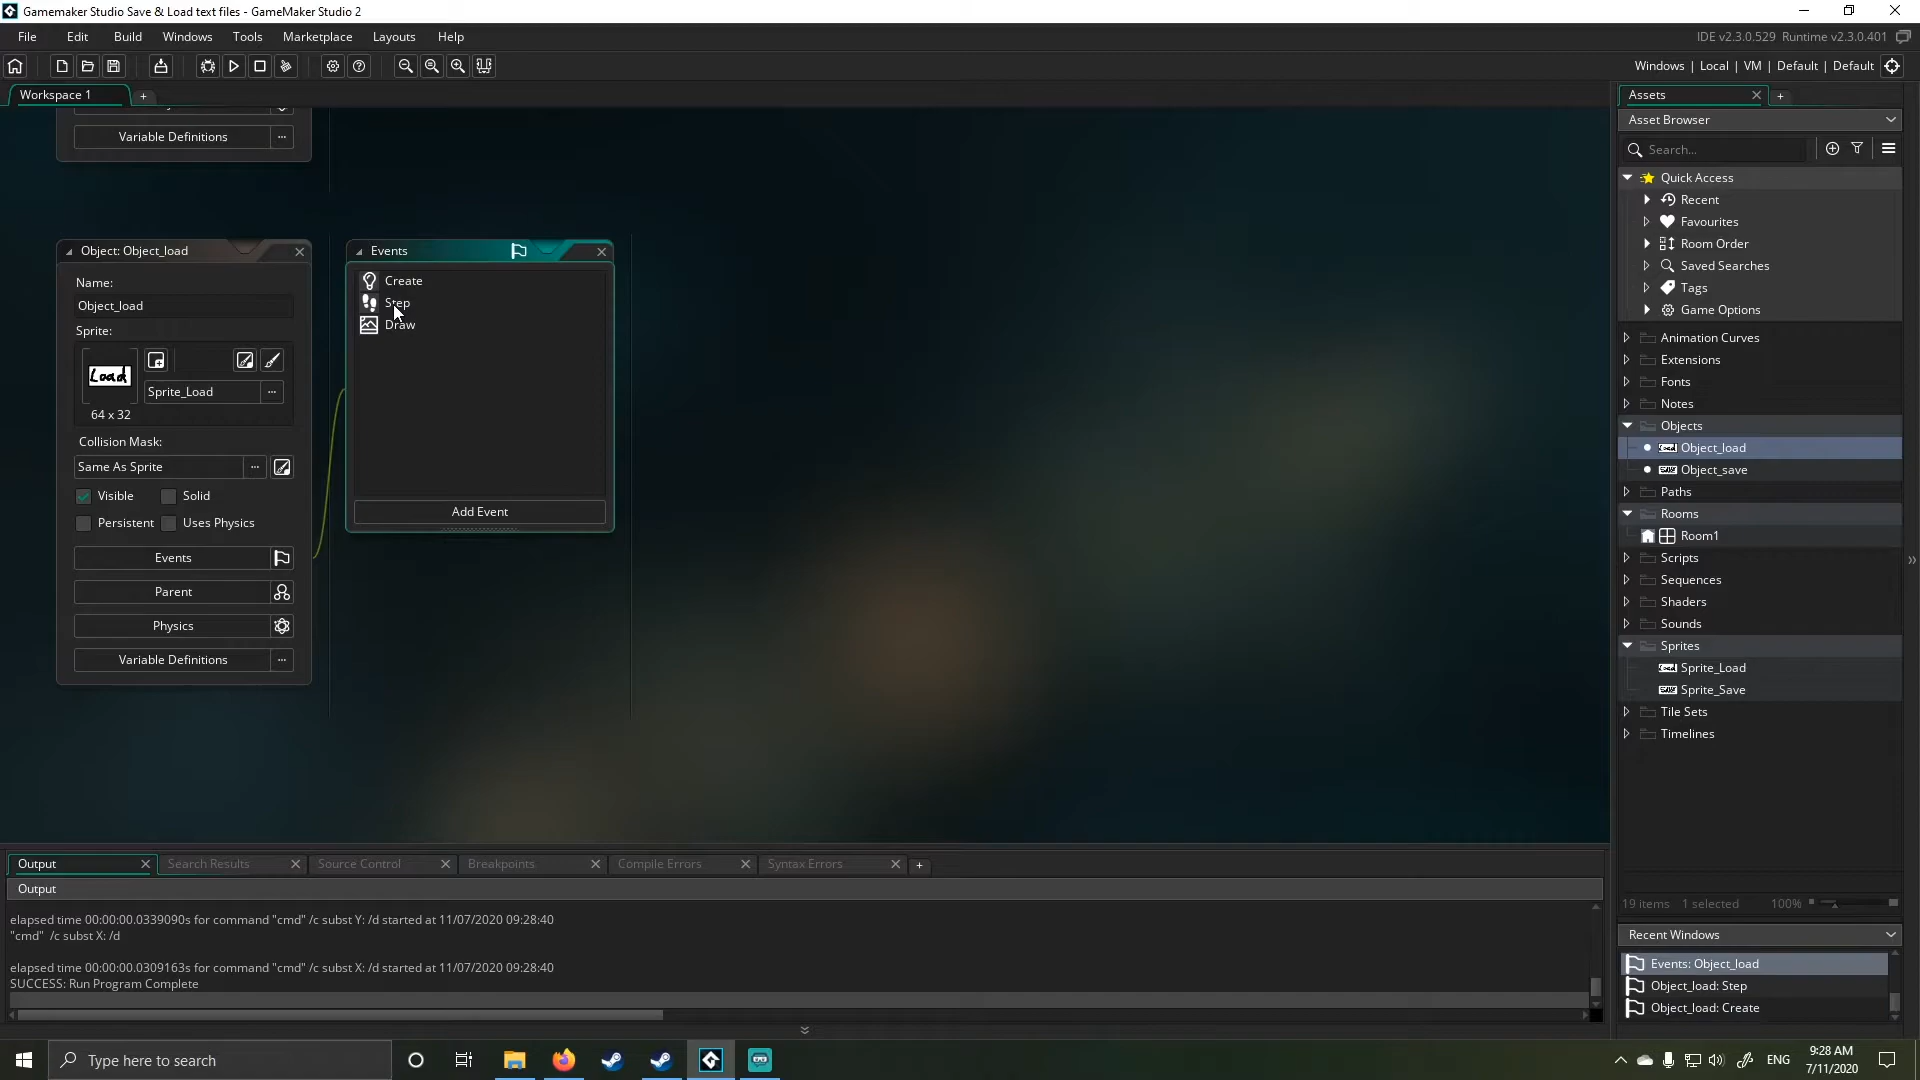 Gamemaker Studio Save & Load text files - GameMaker Studio 2
File Edit Build Windows Tools Marketplace Layouts Help
IDE v2.3.0.529 Runtime v2.3.0.401
Windows | Local | VM | Default | Default
Workspace 1
Variable Definitions
Object: Object_load
Name:
Object_load
Sprite:
Load
Sprite_Load
64 x 32
Collision Mask:
Same As Sprite
Visible Solid
Persistent Uses Physics
Events
Parent
Physics
Variable Definitions
Events
Create
Step
Draw
Add Event
Assets
Asset Browser
Search...
Quick Access
Recent
Favourites
Room Order
Saved Searches
Tags
Game Options
Animation Curves
Extensions
Fonts
Notes
Objects
Object_load
Object_save
Paths
Rooms
Room1
Scripts
Sequences
Shaders
Sounds
Sprites
Sprite_Load
Sprite_Save
Tile Sets
Timelines
19 items 1 selected 100%
Recent Windows
Events: Object_load
Object_load: Step
Object_load: Create
Output Search Results Source Control Breakpoints Compile Errors Syntax Errors
Output
elapsed time 00:00:00.0339090s for command "cmd" /c subst Y: /d started at 11/07/2020 09:28:40
"cmd" /c subst X: /d
elapsed time 00:00:00.0309163s for command "cmd" /c subst X: /d started at 11/07/2020 09:28:40
SUCCESS: Run Program Complete
Type here to search
ENG
9:28 AM
7/11/2020